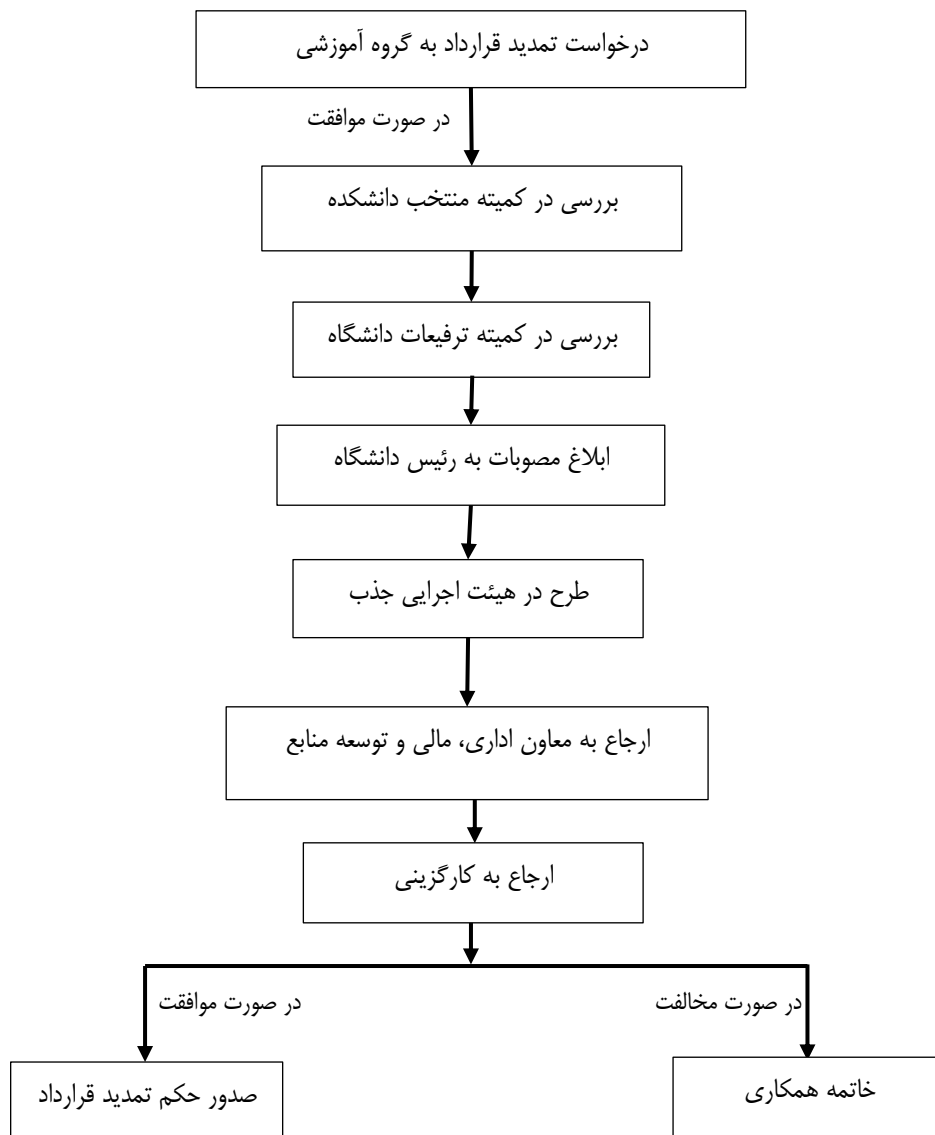 درخواست تمدید قرارداد به گروه آموزشی
در صورت موافقت
بررسی در کمیته منتخب دانشکده
بررسی در کمیته ترفیعات دانشگاه
ابلاغ مصوبات به رئیس دانشگاه
طرح در هیئت اجرایی جذب
ارجاع به معاون اداری، مالی و توسعه منابع
ارجاع به کارگزینی
در صورت مخالفت
در صورت موافقت
خاتمه همکاری
صدور حکم تمدید قرارداد